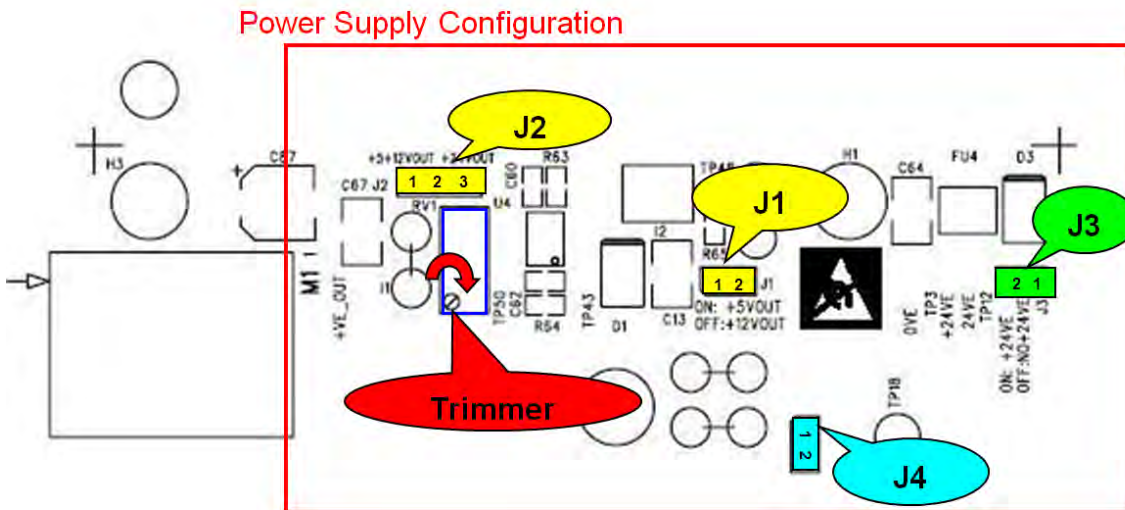 Power Supply Configuration
J2
H3
C87
+5+12VOUT
C67 J2
1 2 3
RV1
U4
C60
R63
TP48
J1
H1
C64
FU4
D3
J3
I2
R65
1 2
J1
ON: +5VOUT
OFF:+12VOUT
2 1
J3
M1 1
I1
+VE_OUT
TP50
C62
R64
TP43
D1
C13
0VE
TP3
+24VE
24VE
TP12
ON: +24VE
OFF:NO+24VE
Trimmer
TP18
1 2
J4